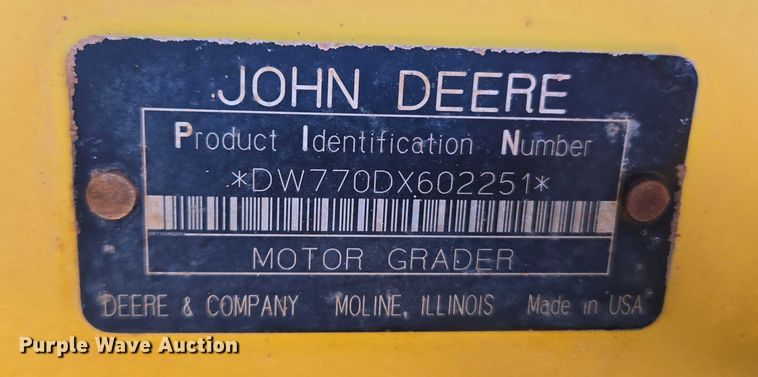 JOHN DEERE
Product Identification Number
*DW770DX602251*
MOTOR GRADER
DEERE & COMPANY MOLINE, ILLINOIS Made in USA
Purple Wave Auction